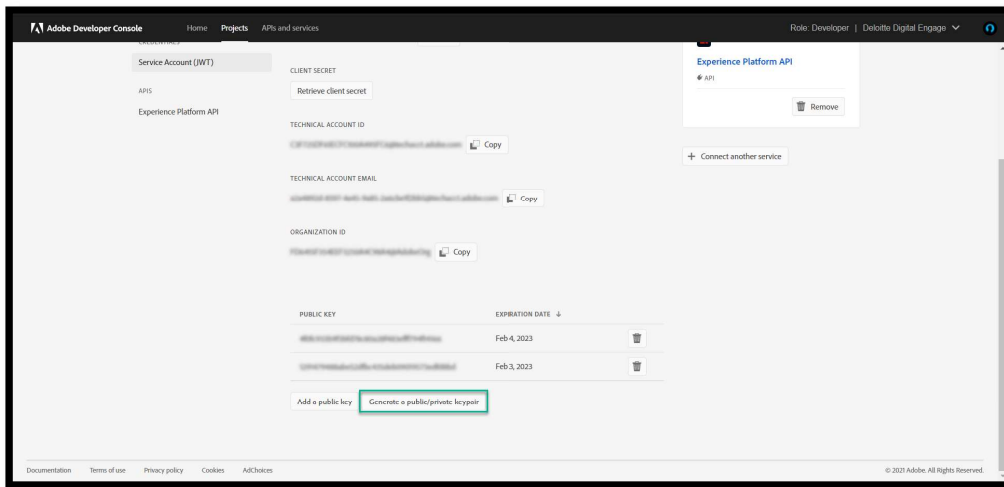 Adobe Developer Console Home Projects APIs and services Role: Developer | Deloitte Digital Engage
CREDENTIALS
Service Account (JWT)
APIS
Experience Platform API
CLIENT SECRET
Retrieve client secret
TECHNICAL ACCOUNT ID
Copy
TECHNICAL ACCOUNT EMAIL
Copy
ORGANIZATION ID
Copy
PUBLIC KEY EXPIRATION DATE
Feb 4, 2023
Feb 3, 2023
Add a public key Generate a public/private keypair
Experience Platform API
API
Remove
+ Connect another service
Documentation Terms of use Privacy policy Cookies AdChoices © 2021 Adobe. All Rights Reserved.